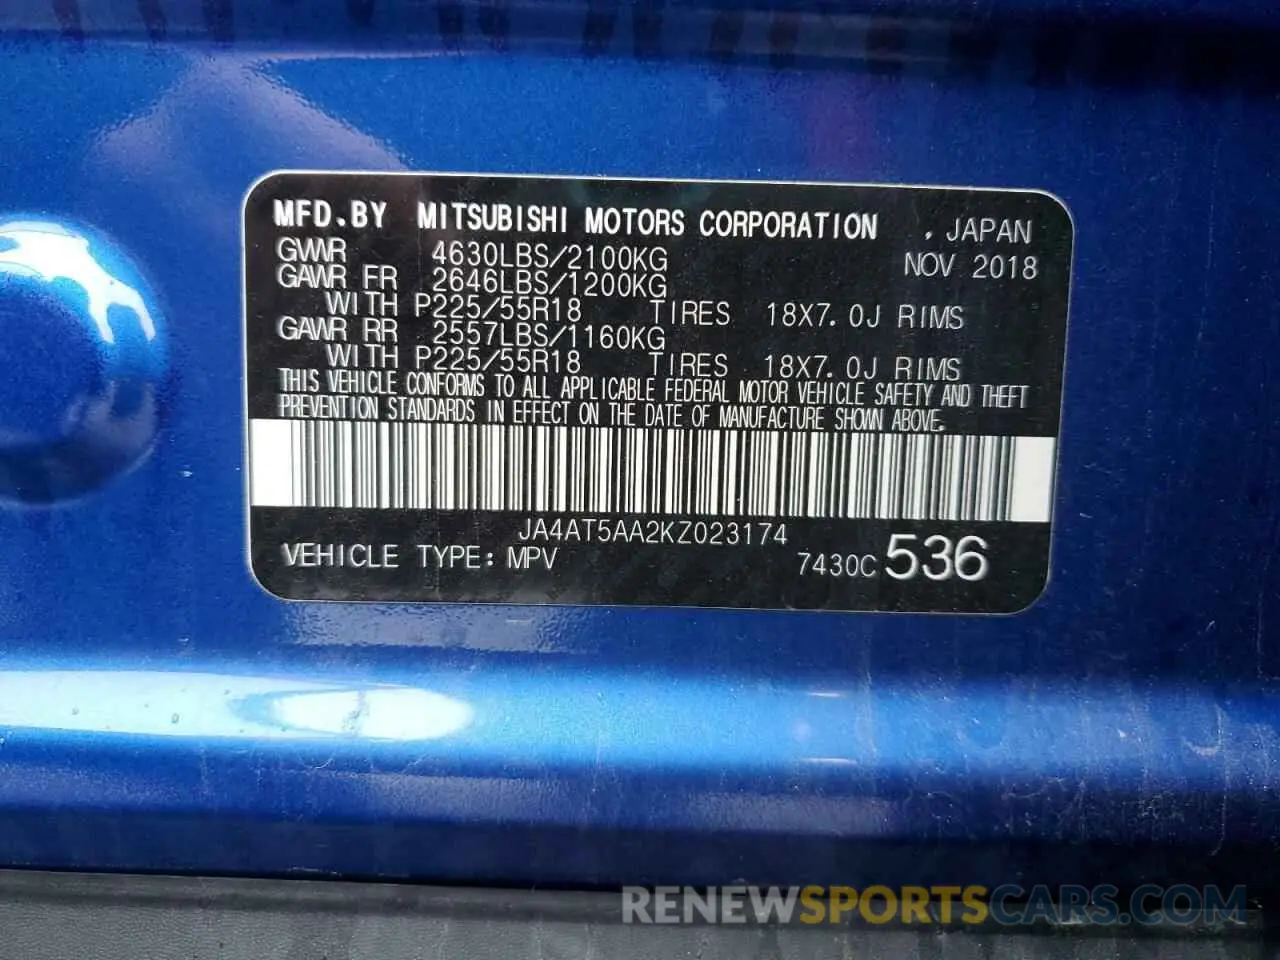 MFD.BY MITSUBISHI MOTORS CORPORATION , JAPAN
GVWR 4630LBS/2100KG NOV 2018
GAWR FR 2646LBS/1200KG
WITH P225/55R18 TIRES 18X7.0J RIMS
GAWR RR 2557LBS/1160KG
WITH P225/55R18 TIRES 18X7.0J RIMS
THIS VEHICLE CONFORMS TO ALL APPLICABLE FEDERAL MOTOR VEHICLE SAFETY AND THEFT
PREVENTION STANDARDS IN EFFECT ON THE DATE OF MANUFACTURE SHOWN ABOVE.
JA4AT5AA2KZ023174
VEHICLE TYPE: MPV 7430C 536
RENEWSPORTSCARS.COM